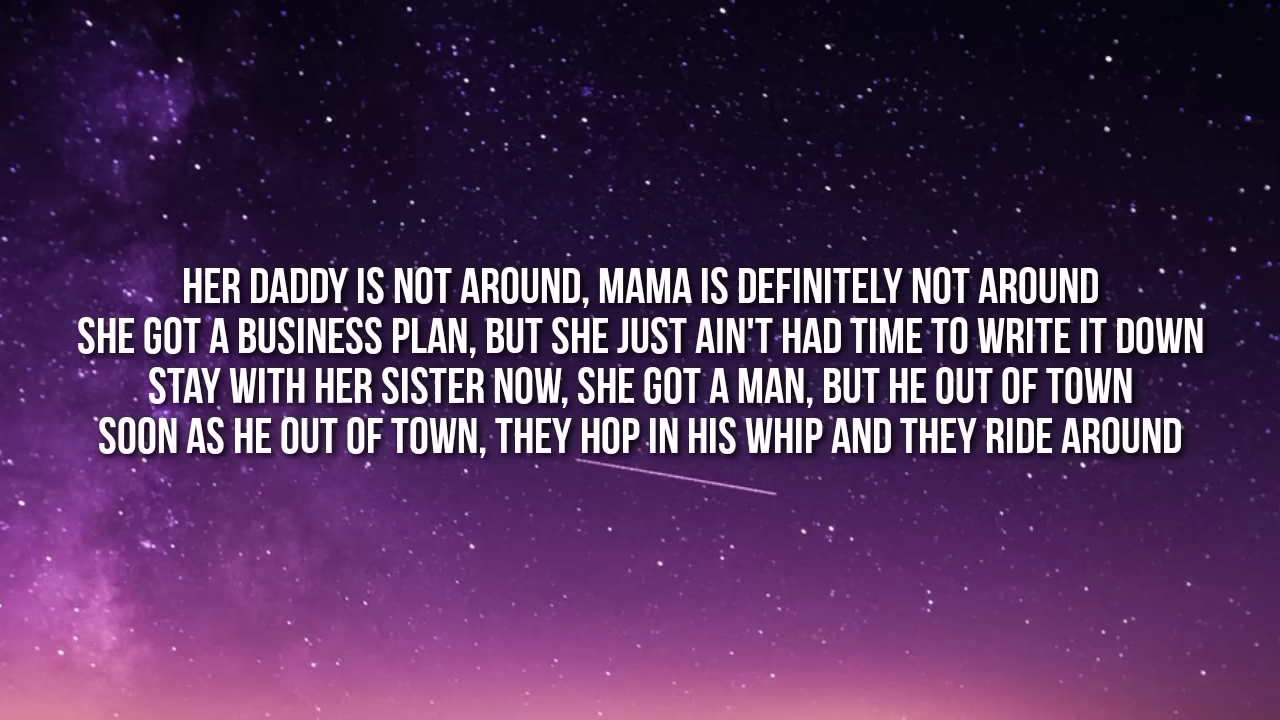 HER DADDY IS NOT AROUND, MAMA IS DEFINITELY NOT AROUND
SHE GOT A BUSINESS PLAN, BUT SHE JUST AIN'T HAD TIME TO WRITE IT DOWN
STAY WITH HER SISTER NOW, SHE GOT A MAN, BUT HE OUT OF TOWN
SOON AS HE OUT OF TOWN, THEY HOP IN HIS WHIP AND THEY RIDE AROUND